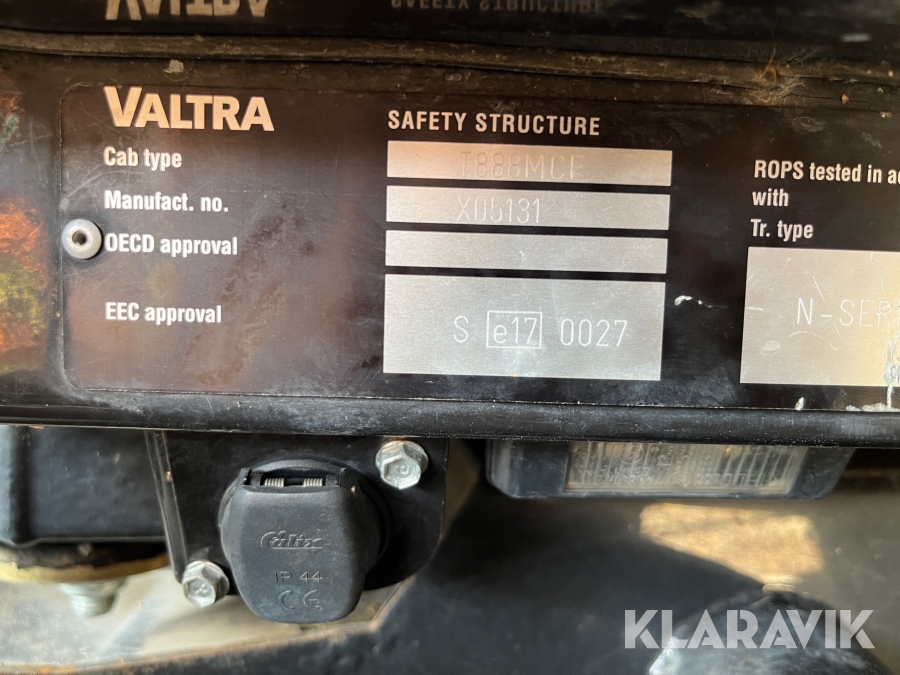 VALTRA
SAFETY STRUCTURE
Cab type
T888MCF
Manufact. no.
X05131
OECD approval
EEC approval
S e17 0027
ROPS tested in a
with
Tr. type
N-SER
Calix
IP 44
CE
KLARAVIK